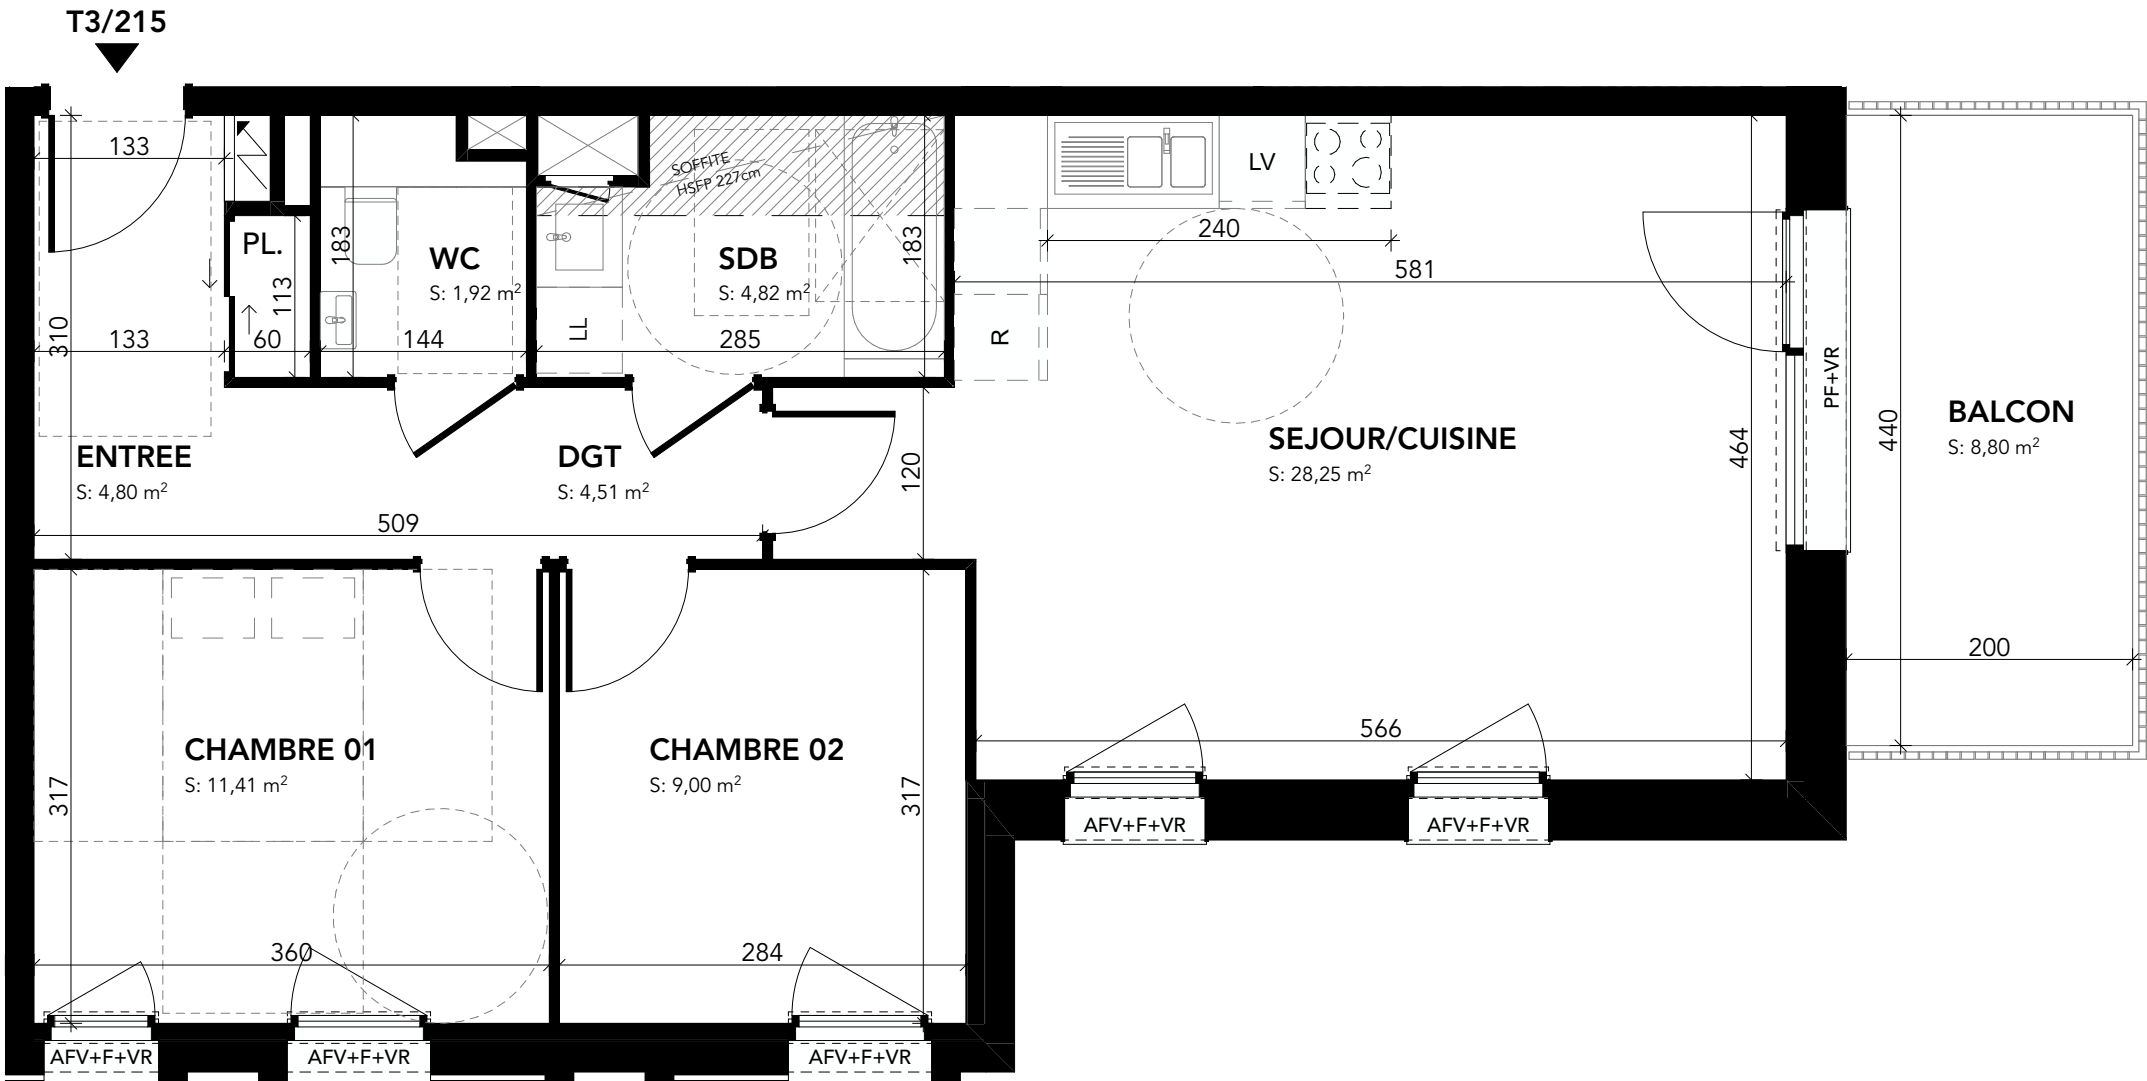 T3/215
133
SOFFITE
HSFP 227cm
LV
PL.
183
WC
S: 1,92 m²
SDB
S: 4,82 m²
183
240
581
113
310
133
60
144
LL
285
R
PF+VR
ENTREE
S: 4,80 m²
DGT
S: 4,51 m²
120
SEJOUR/CUISINE
S: 28,25 m²
464
440
BALCON
S: 8,80 m²
509
200
566
CHAMBRE 01
S: 11,41 m²
CHAMBRE 02
S: 9,00 m²
317
317
AFV+F+VR
AFV+F+VR
360
284
AFV+F+VR
AFV+F+VR
AFV+F+VR